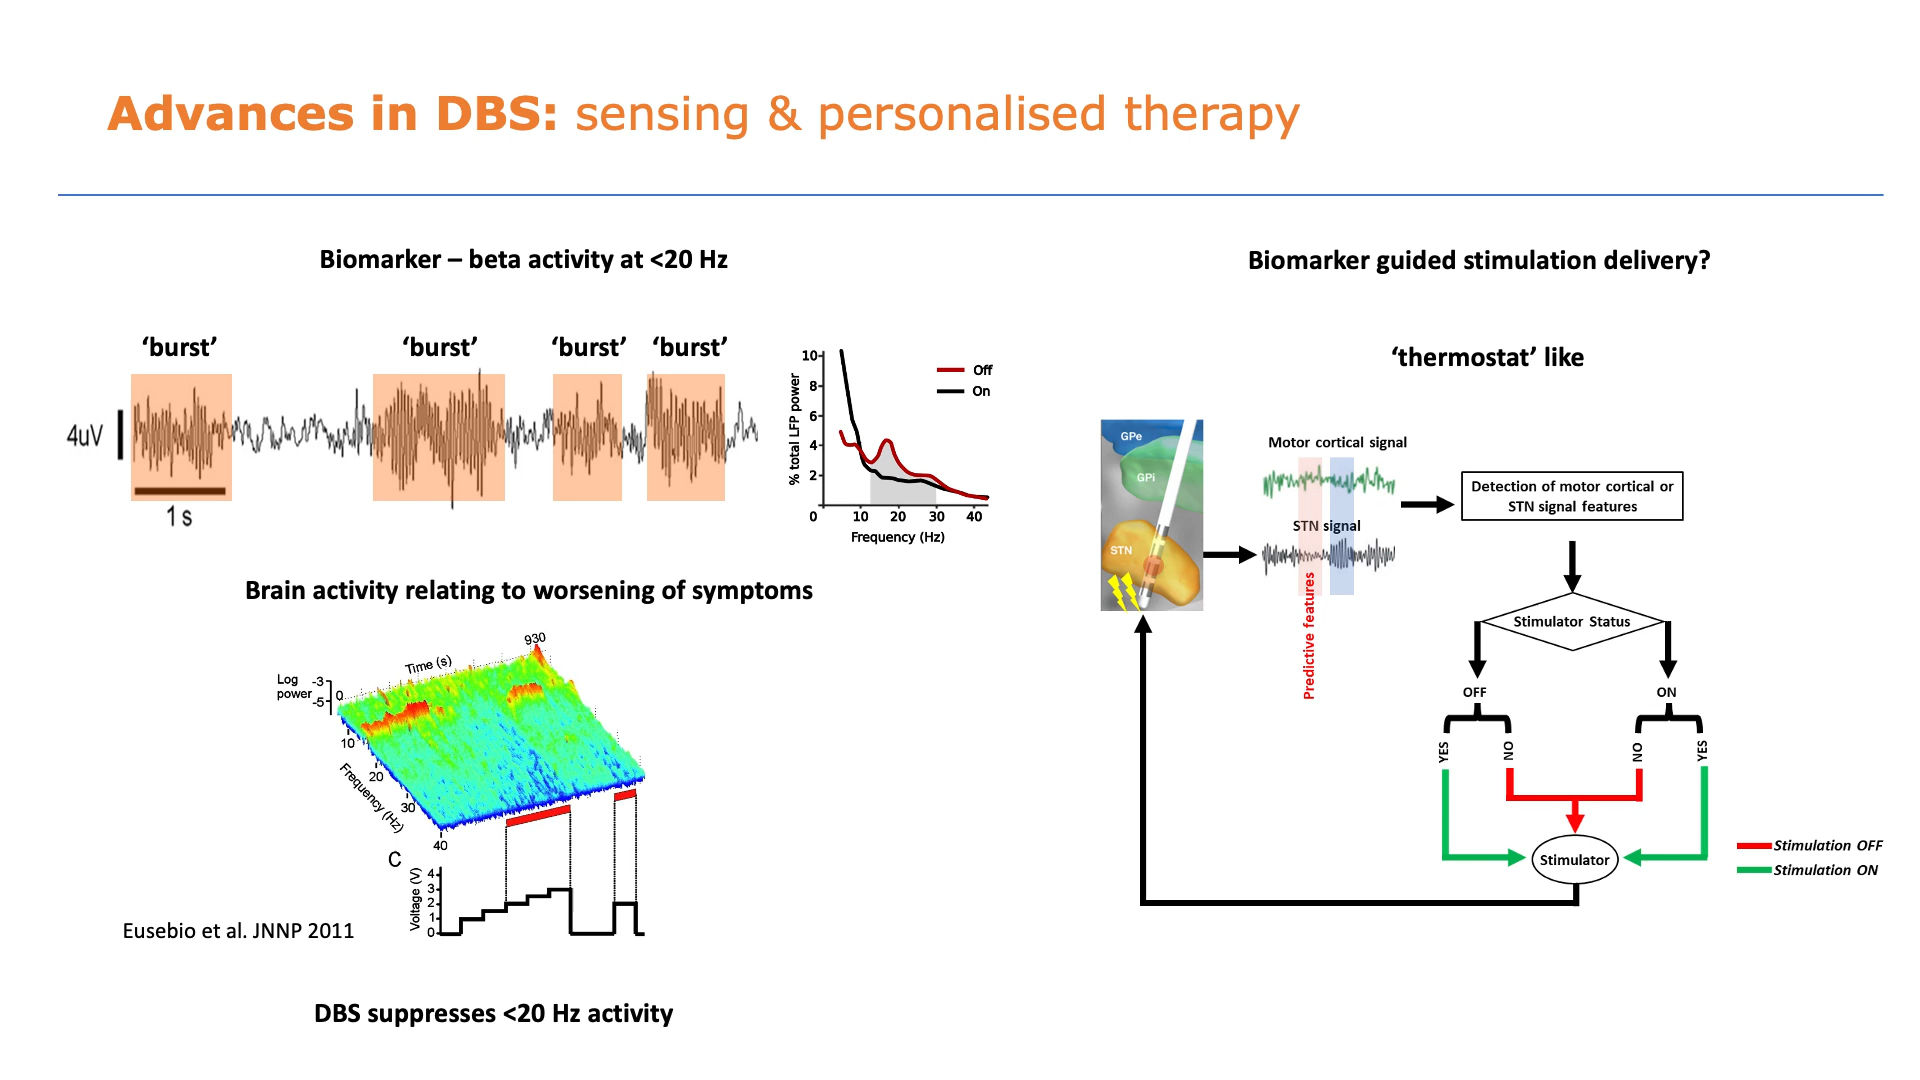 Advances in DBS: sensing & personalised therapy
Biomarker – beta activity at <20 Hz
‘burst’ ‘burst’ ‘burst’ ‘burst’
4uV
1 s
10
8
6
4
2
0 10 20 30 40
% total LFP power
Frequency (Hz)
Off
On
Brain activity relating to worsening of symptoms
Log
power
-3
-5
0
Time (s)
930
10
20
30
40
Frequency (Hz)
C
Voltage (V)
4
3
2
1
0
Eusebio et al. JNNP 2011
DBS suppresses <20 Hz activity
Biomarker guided stimulation delivery?
‘thermostat’ like
GPe
GPi
STN
Motor cortical signal
STN signal
Predictive features
Detection of motor cortical or
STN signal features
Stimulator Status
OFF ON
YES NO NO YES
Stimulator
Stimulation OFF
Stimulation ON